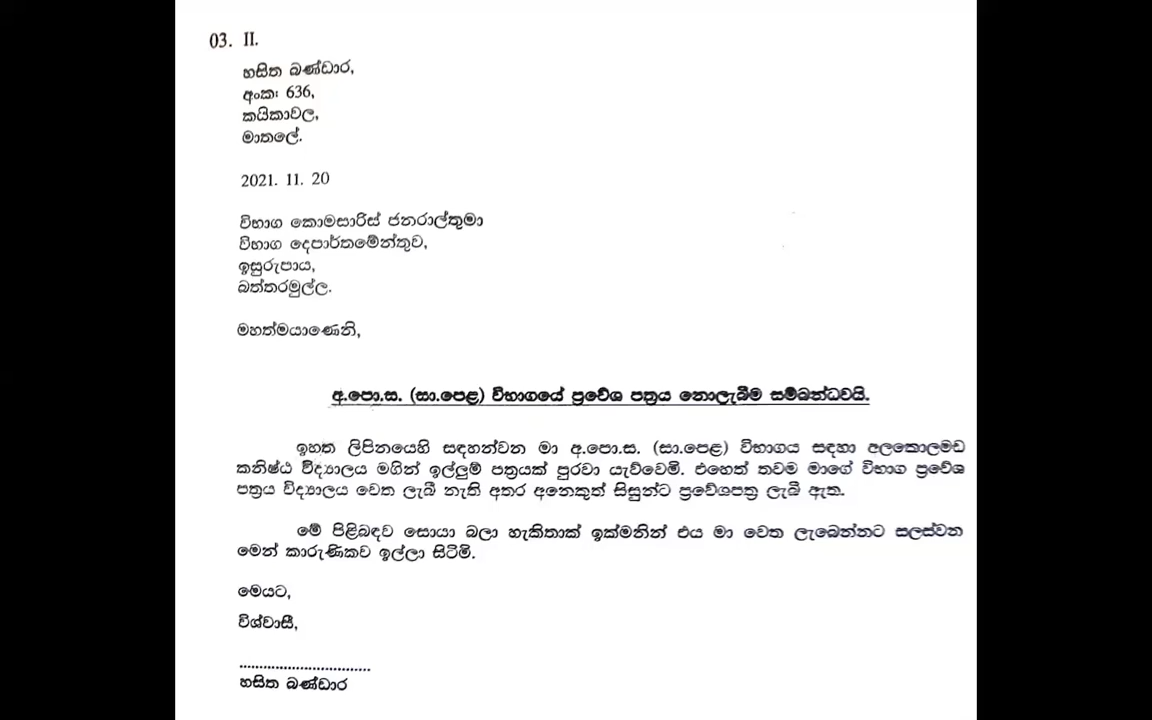 03. II.
හසිත බණ්ඩාර,
අංකः 636,
කයිකාවල,
මාතලේ.
2021. 11. 20
විභාග කොමසාරිස් ජනරාල්තුමා
විභාග දෙපාර්තමේන්තුව,
ඉසුරුපාය,
බත්තරමුල්ල.
මහත්මයාණෙනි,
අ.පො.ස. (සා.පෙළ) විභාගයේ ප්‍රවේශ පත්‍රය නොලැබීම සම්බන්ධවයි.
ඉහත ලිපිනයෙහි සඳහන්වන මා අ.පො.ස. (සා.පෙළ) විභාගය සඳහා අලකොලමඩ
කනිෂ්ඨ විද්‍යාලය මගින් ඉල්ලුම් පත්‍රයක් පුරවා යැව්වෙමි. එහෙත් තවම මාගේ විභාග ප්‍රවේශ
පත්‍රය විද්‍යාලය වෙත ලැබී නැති අතර අනෙකුත් සිසුන්ට ප්‍රවේශපත්‍ර ලැබී ඇත.
මේ පිළිබඳව සොයා බලා හැකිතාක් ඉක්මනින් එය මා වෙත ලැබෙන්නට සලස්වන
මෙන් කාරුණිකව ඉල්ලා සිටිමි.
මෙයට,
විශ්වාසී,
..................................
හසිත බණ්ඩාර